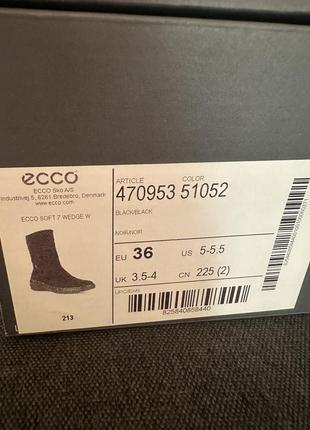 ecco
ECCO Sko A/S
Industrivej 5, 6261 Bredebro, Denmark
www.ecco.com
ECCO SOFT 7 WEDGE W
213
ARTICLE COLOR
470953 51052
BLACK/BLACK
NOIR/NOIR
EU 36 US 5-5.5
UK 3.5-4 CN 225 (2)
UPC/EAN
825840858440